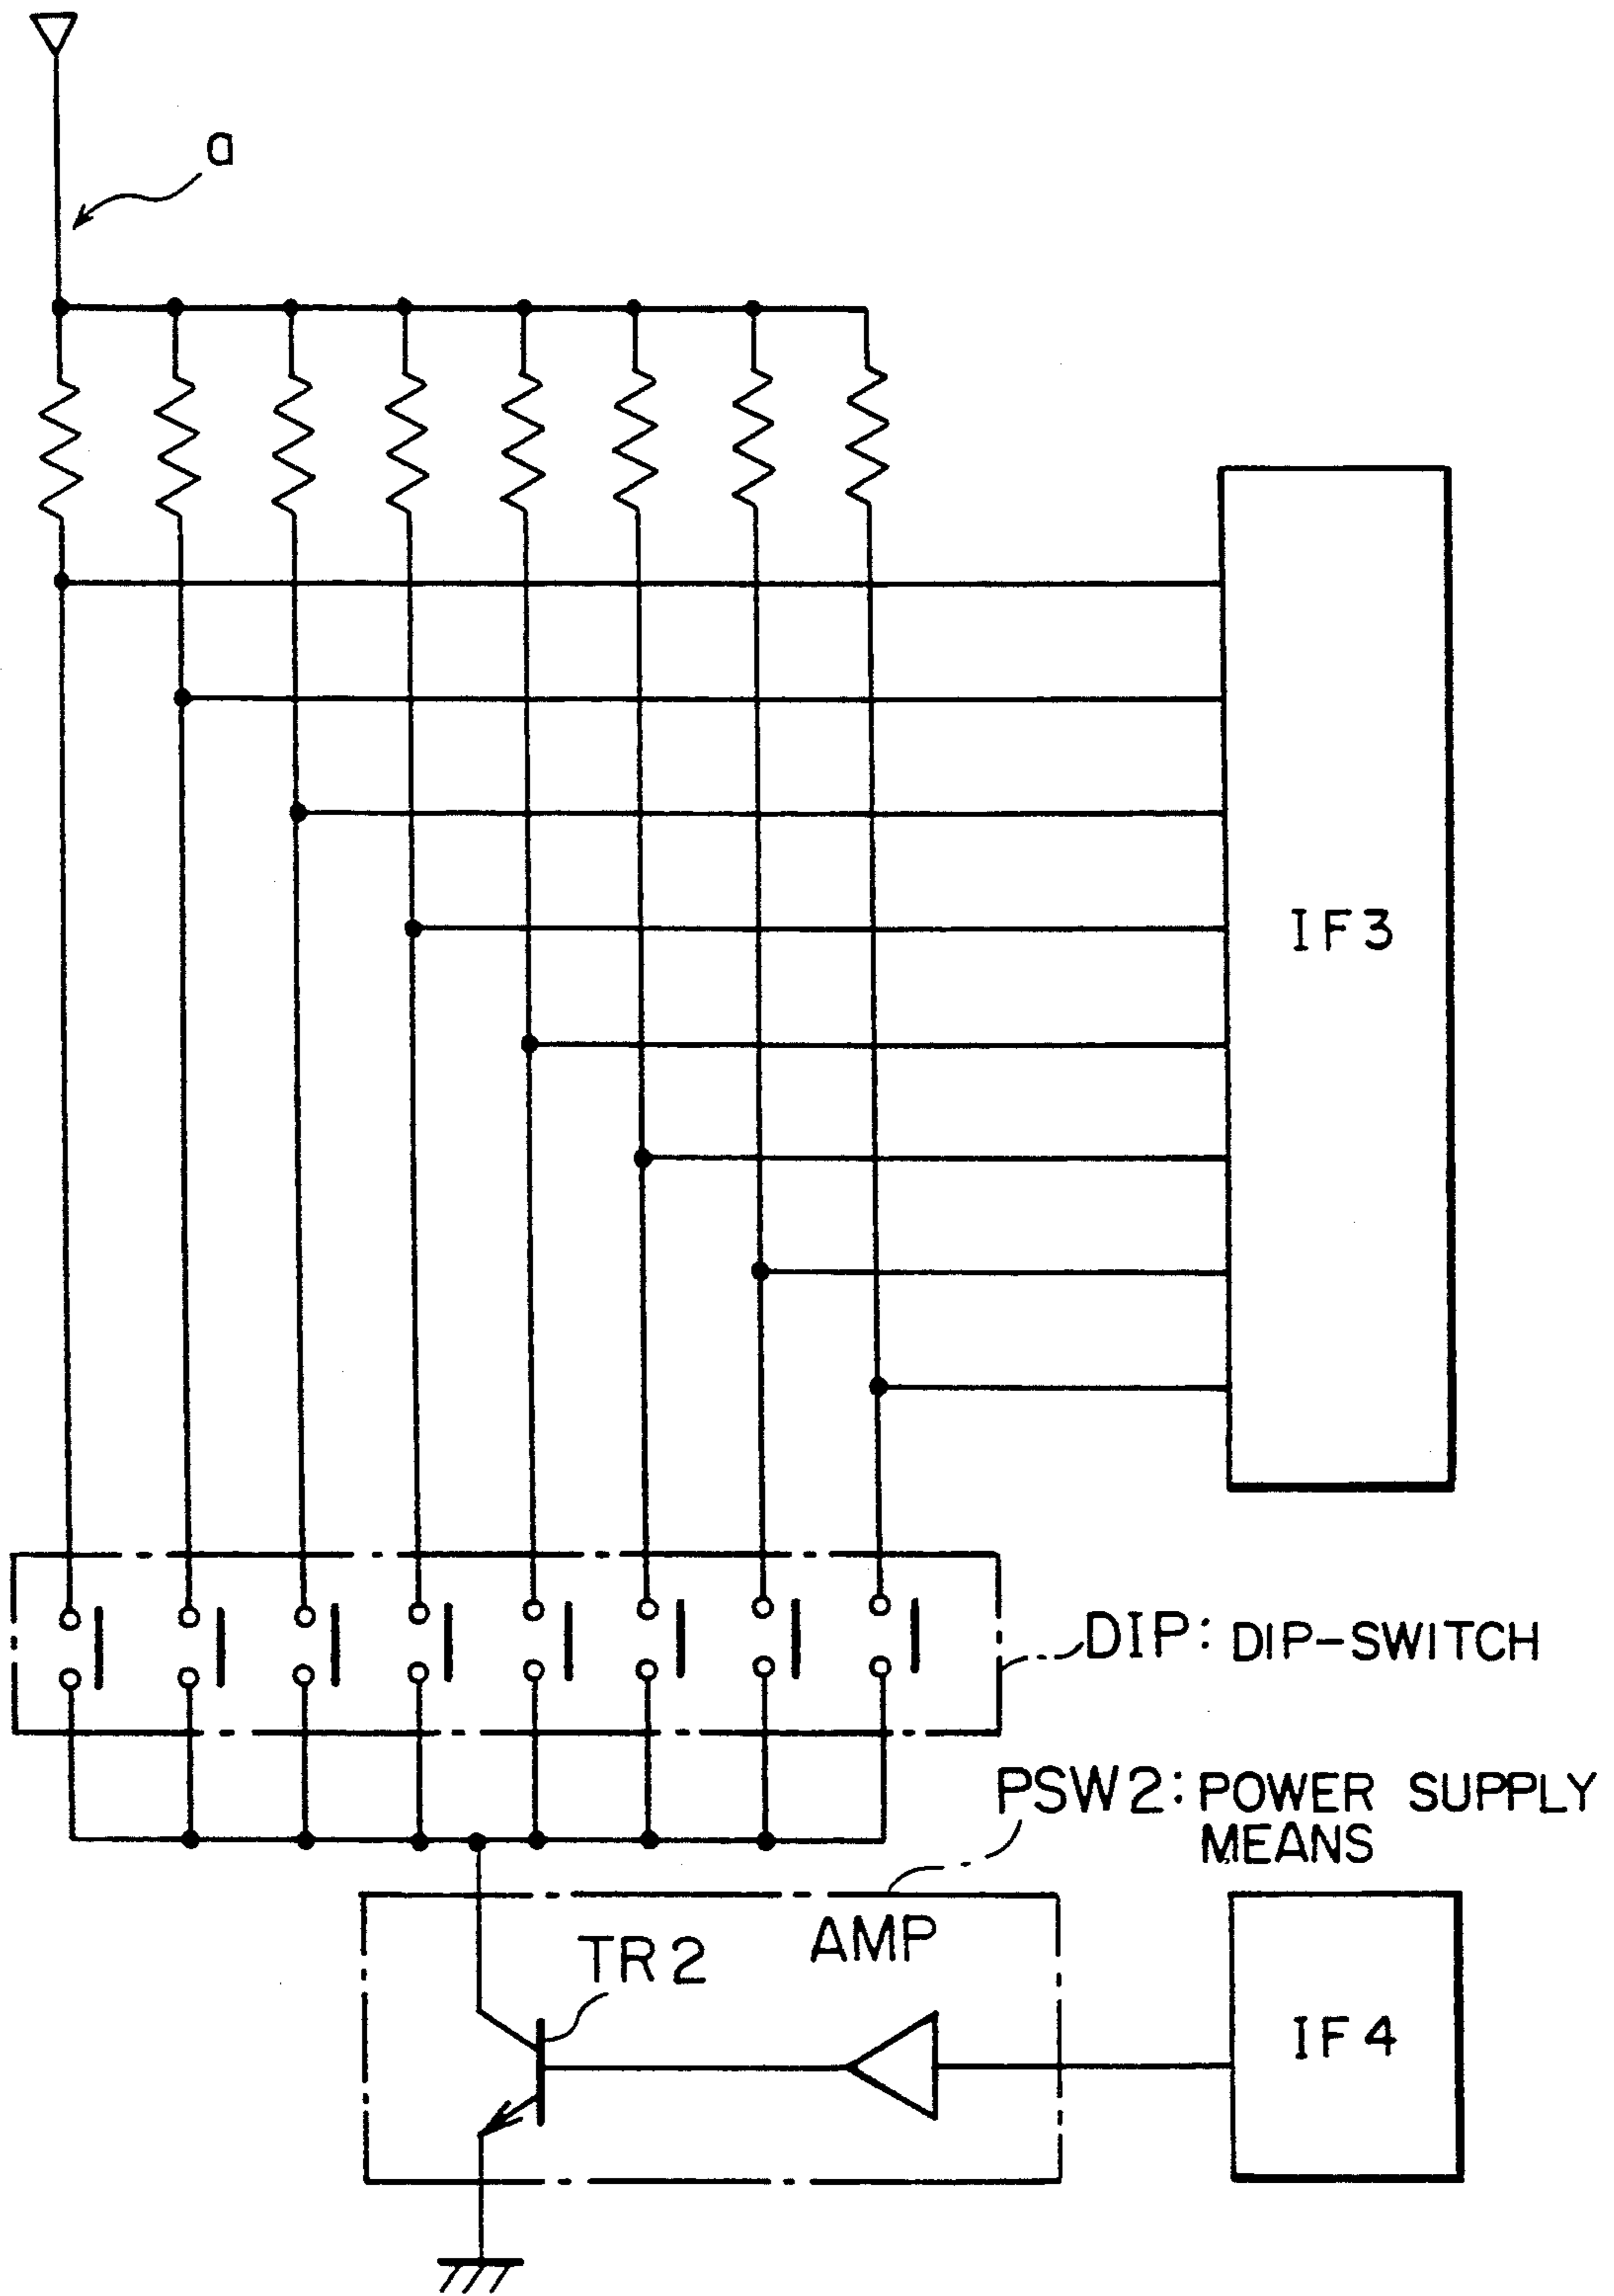 a
IF3
DIP: DIP-SWITCH
PSW2: POWER SUPPLY
MEANS
AMP
TR2
IF4